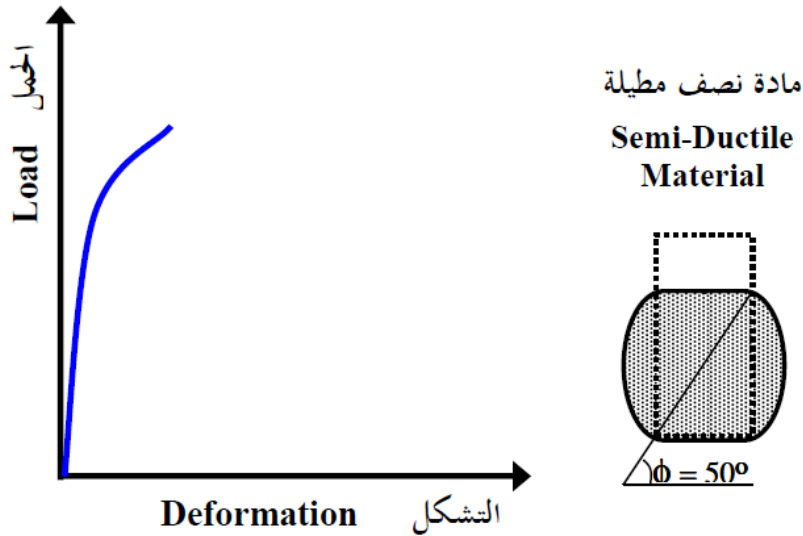 Load الحمل
Deformation التشكل
مادة نصف مطيلة
Semi-Ductile
Material
ϕ = 50º